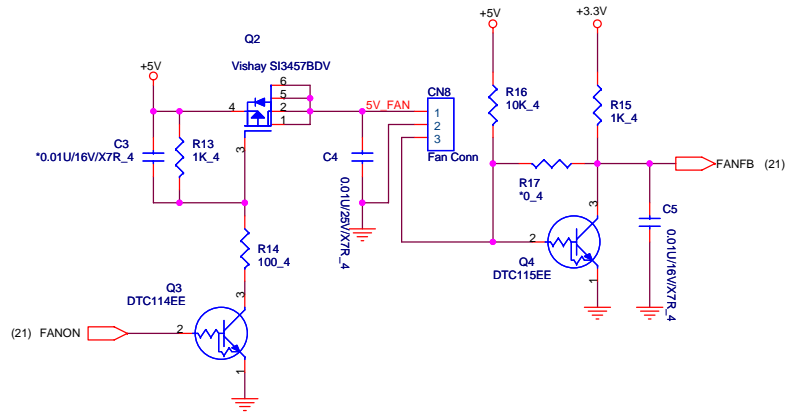 Q2
Vishay SI3457BDV
+5V
4
6
5
2
1
3
C3
*0.01U/16V/X7R_4
R13
1K_4
5V_FAN
C4
0.01U/25V/X7R_4
CN8
1
2
3
Fan Conn
+5V
+3.3V
R16
10K_4
R15
1K_4
R17
*0_4
FANFB (21)
C5
0.01U/16V/X7R_4
3
2
1
Q4
DTC115EE
R14
100_4
Q3
DTC114EE
3
2
1
(21) FANON